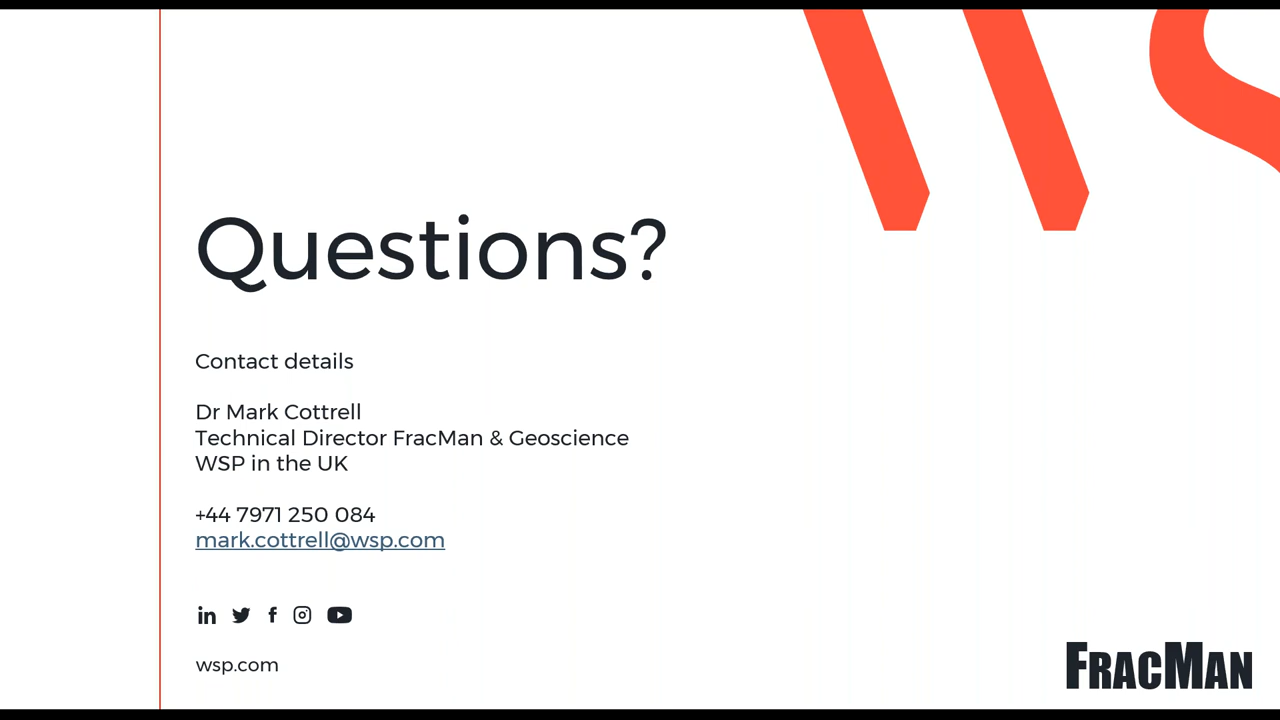 WS
Questions?
Contact details
Dr Mark Cottrell
Technical Director FracMan & Geoscience
WSP in the UK
+44 7971 250 084
mark.cottrell@wsp.com
wsp.com
FRACMAN